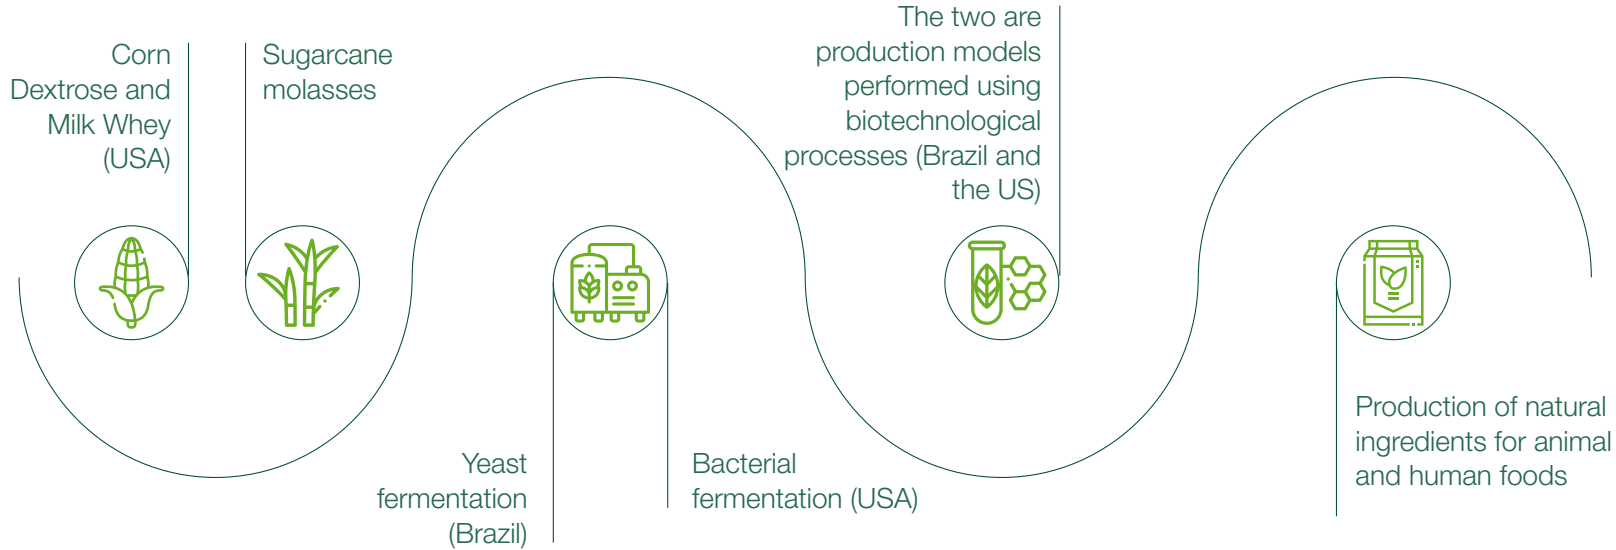 Corn
Dextrose and
Milk Whey
(USA)
Sugarcane
molasses
Yeast
fermentation
(Brazil)
Bacterial
fermentation (USA)
The two are
production models
performed using
biotechnological
processes (Brazil and
the US)
Production of natural
ingredients for animal
and human foods